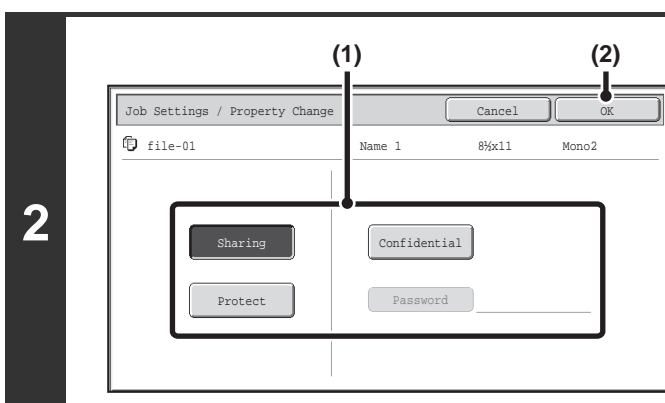 (1) (2)
Job Settings / Property Change Cancel OK
file-01 Name 1 8½x11 Mono2
2
Sharing Confidential
Protect Password